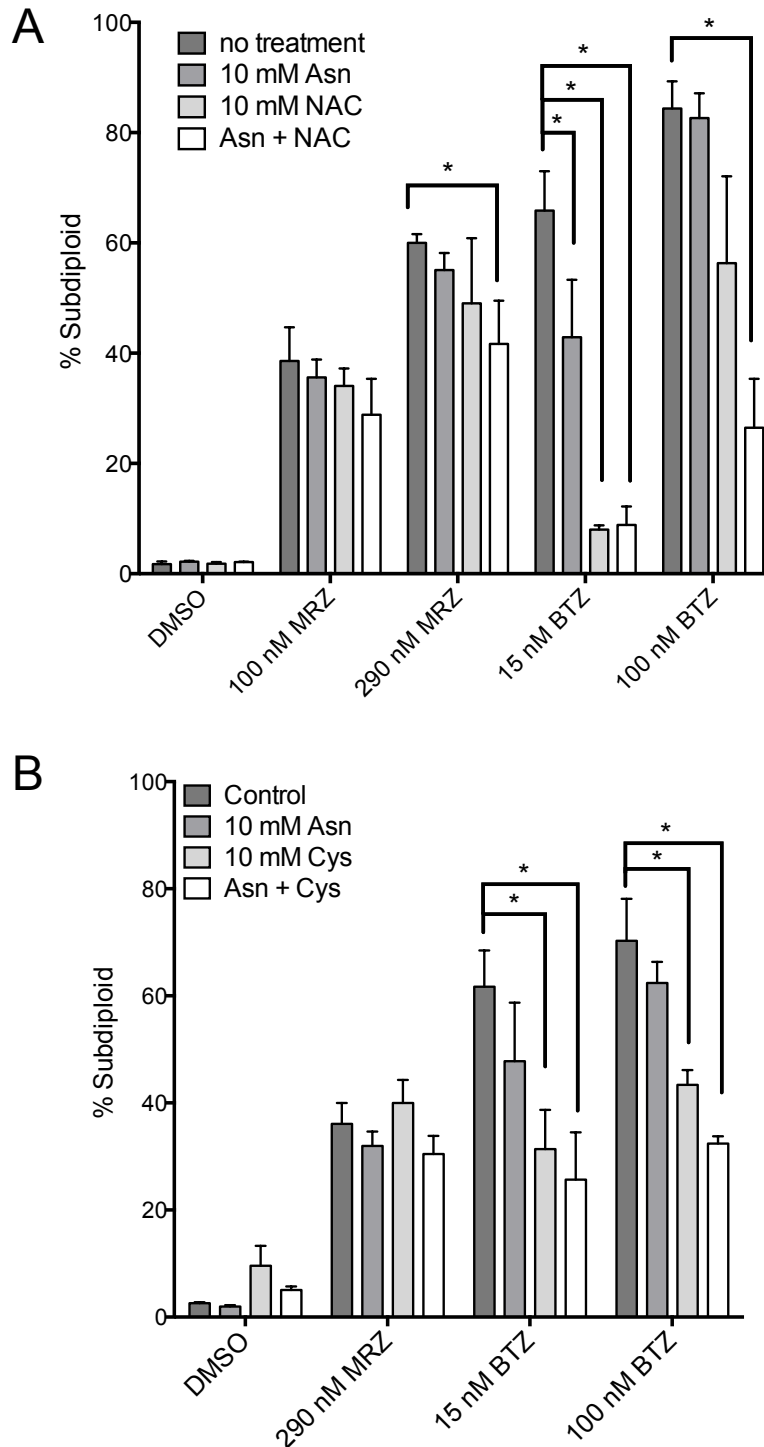 A
no treatment
10 mM Asn
10 mM NAC
Asn + NAC
% Subdiploid
100
80
60
40
20
0
*
*
*
*
*
DMSO
100 nM MRZ
290 nM MRZ
15 nM BTZ
100 nM BTZ
B
Control
10 mM Asn
10 mM Cys
Asn + Cys
% Subdiploid
100
80
60
40
20
0
*
*
*
*
DMSO
290 nM MRZ
15 nM BTZ
100 nM BTZ